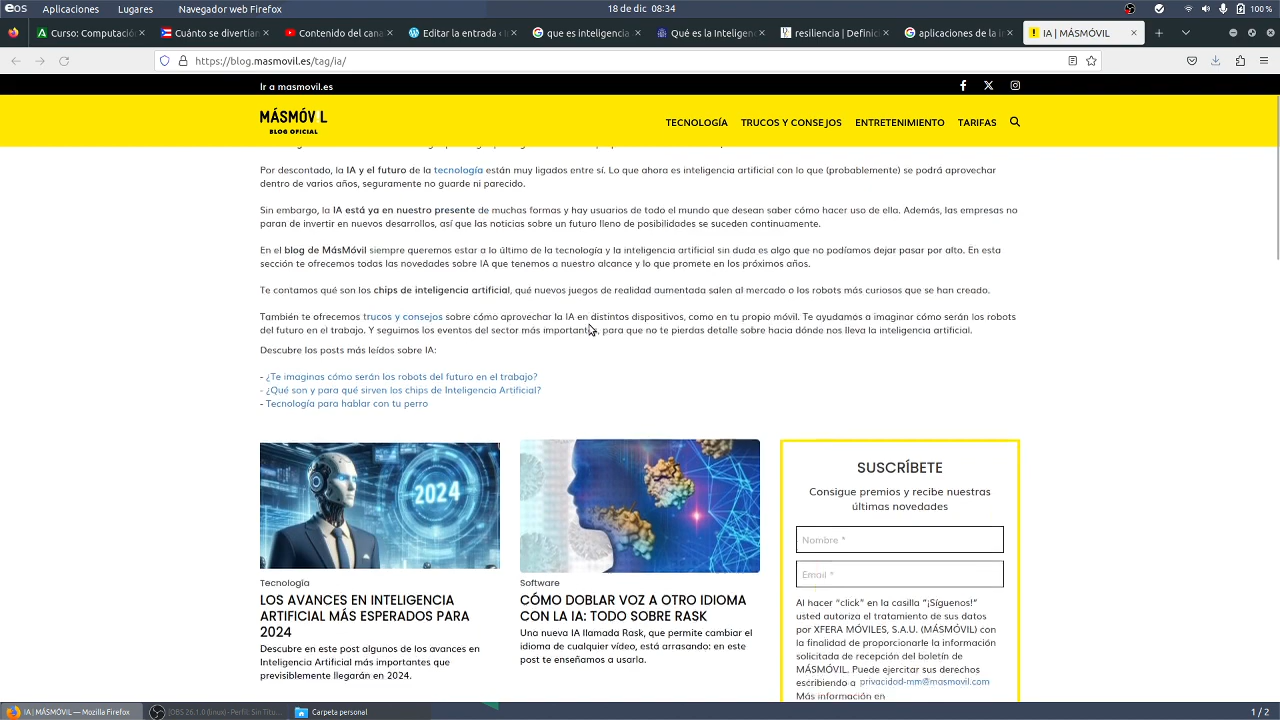 Aplicaciones Lugares Navegador web Firefox 18 de dic 08:34 100 %
Curso: Computació Cuánto se divertian Contenido del cana Editar la entrada ‹ In que es inteligencia Qué es la Inteligen resiliencia | Definic aplicaciones de la in IA | MÁSMÓVIL
https://blog.masmovil.es/tag/ia/
Ir a masmovil.es
MÁSMÓVIL
BLOG OFICIAL
TECNOLOGÍA TRUCOS Y CONSEJOS ENTRETENIMIENTO TARIFAS
Por descontado, la IA y el futuro de la tecnología están muy ligados entre sí. Lo que ahora es inteligencia artificial con lo que (probablemente) se podrá aprovechar
dentro de varios años, seguramente no guarde ni parecido.
Sin embargo, la IA está ya en nuestro presente de muchas formas y hay usuarios de todo el mundo que desean saber cómo hacer uso de ella. Además, las empresas no
paran de invertir en nuevos desarrollos, así que las noticias sobre un futuro lleno de posibilidades se suceden continuamente.
En el blog de MásMóvil siempre queremos estar a lo último de la tecnología y la inteligencia artificial sin duda es algo que no podíamos dejar pasar por alto. En esta
sección te ofrecemos todas las novedades sobre IA que tenemos a nuestro alcance y lo que promete en los próximos años.
Te contamos qué son los chips de inteligencia artificial, qué nuevos juegos de realidad aumentada salen al mercado o los robots más curiosos que se han creado.
También te ofrecemos trucos y consejos sobre cómo aprovechar la IA en distintos dispositivos, como en tu propio móvil. Te ayudamos a imaginar cómo serán los robots
del futuro en el trabajo. Y seguimos los eventos del sector más importantes, para que no te pierdas detalle sobre hacia dónde nos lleva la inteligencia artificial.
Descubre los posts más leídos sobre IA:
- ¿Te imaginas cómo serán los robots del futuro en el trabajo?
- ¿Qué son y para qué sirven los chips de Inteligencia Artificial?
- Tecnología para hablar con tu perro
2024
Tecnología
LOS AVANCES EN INTELIGENCIA
ARTIFICIAL MÁS ESPERADOS PARA
2024
Descubre en este post algunos de los avances en
Inteligencia Artificial más importantes que
previsiblemente llegarán en 2024.
Software
CÓMO DOBLAR VOZ A OTRO IDIOMA
CON LA IA: TODO SOBRE RASK
Una nueva IA llamada Rask, que permite cambiar el
idioma de cualquier vídeo, está arrasando: en este
post te enseñamos a usarla.
SUSCRÍBETE
Consigue premios y recibe nuestras
últimas novedades
Nombre *
Email *
Al hacer “click” en la casilla “¡Síguenos!”
usted autoriza el tratamiento de sus datos
por XFERA MÓVILES, S.A.U. (MÁSMÓVIL) con
la finalidad de proporcionarle la información
solicitada de recepción del boletín de
MÁSMÓVIL. Puede ejercitar sus derechos
escribiendo a privacidad-mm@masmovil.com
Más información en
IA | MÁSMÓVIL — Mozilla Firefox [OBS 26.1.0 (linux) - Perfil: Sin Títu... Carpeta personal 1 / 2